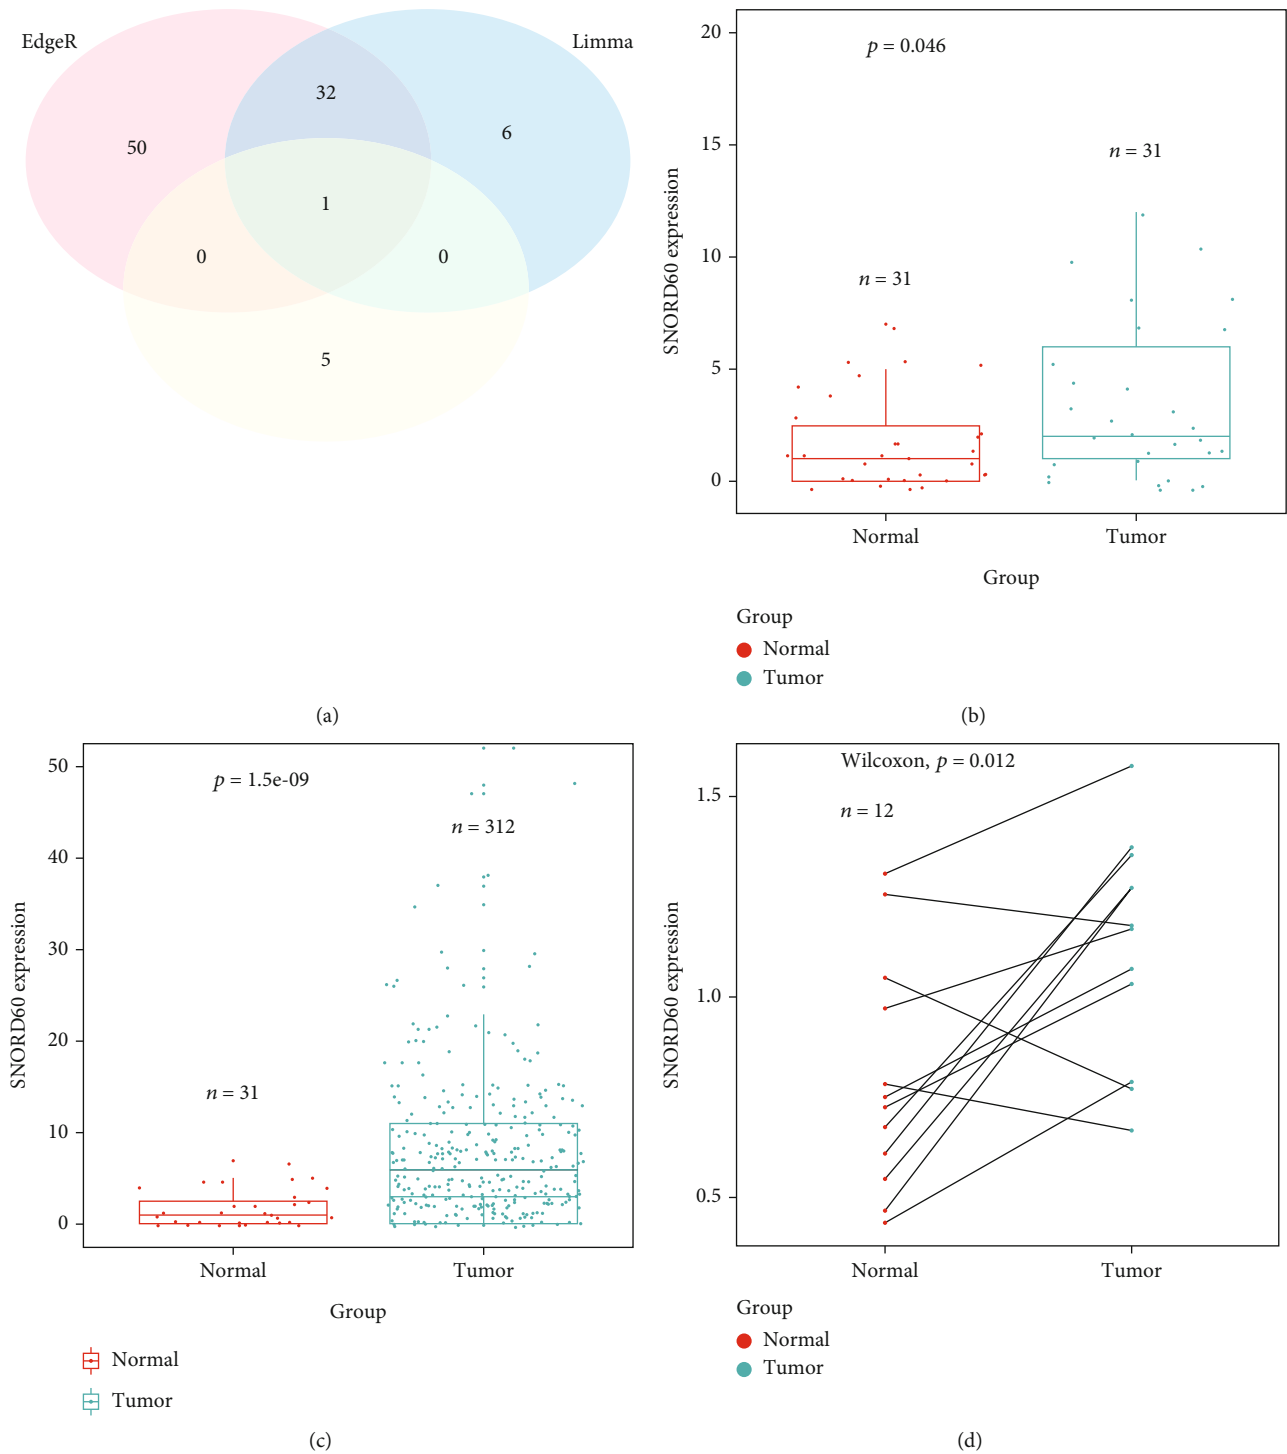 EdgeR
Limma
32
50
6
1
0
0
5
(a)
SNORD60 expression
20
15
10
5
0
p = 0.046
n = 31
n = 31
Normal
Tumor
Group
Group
Normal
Tumor
(b)
SNORD60 expression
50
40
30
20
10
0
p = 1.5e-09
n = 312
n = 31
Normal
Tumor
Group
Normal
Tumor
(c)
SNORD60 expression
1.5
1.0
0.5
Wilcoxon, p = 0.012
n = 12
Normal
Tumor
Group
Normal
Tumor
(d)